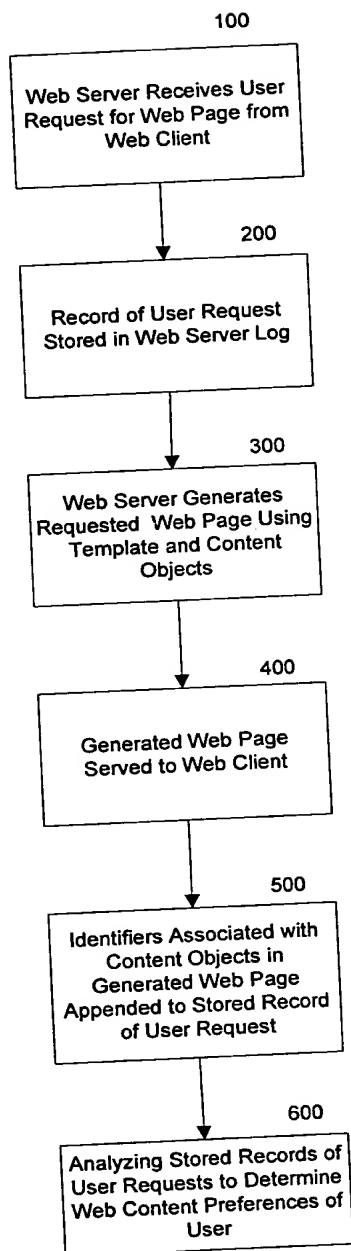 100
Web Server Receives User
Request for Web Page from
Web Client
200
Record of User Request
Stored in Web Server Log
300
Web Server Generates
Requested Web Page Using
Template and Content
Objects
400
Generated Web Page
Served to Web Client
500
Identifiers Associated with
Content Objects in
Generated Web Page
Appended to Stored Record
of User Request
600
Analyzing Stored Records of
User Requests to Determine
Web Content Preferences of
User